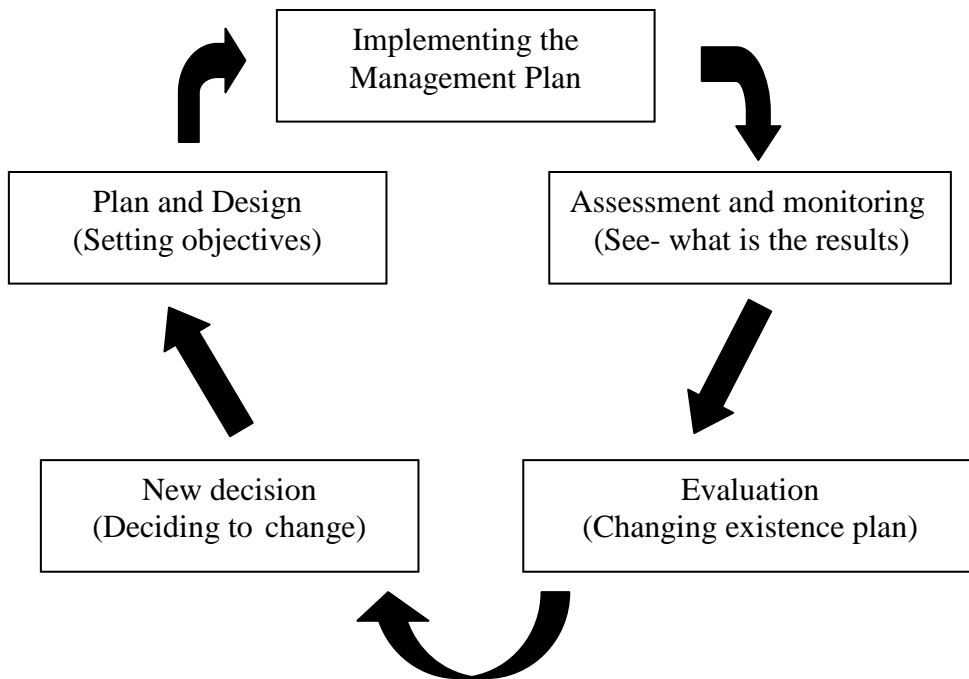 Implementing the
Management Plan
Plan and Design
(Setting objectives)
Assessment and monitoring
(See- what is the results)
New decision
(Deciding to change)
Evaluation
(Changing existence plan)